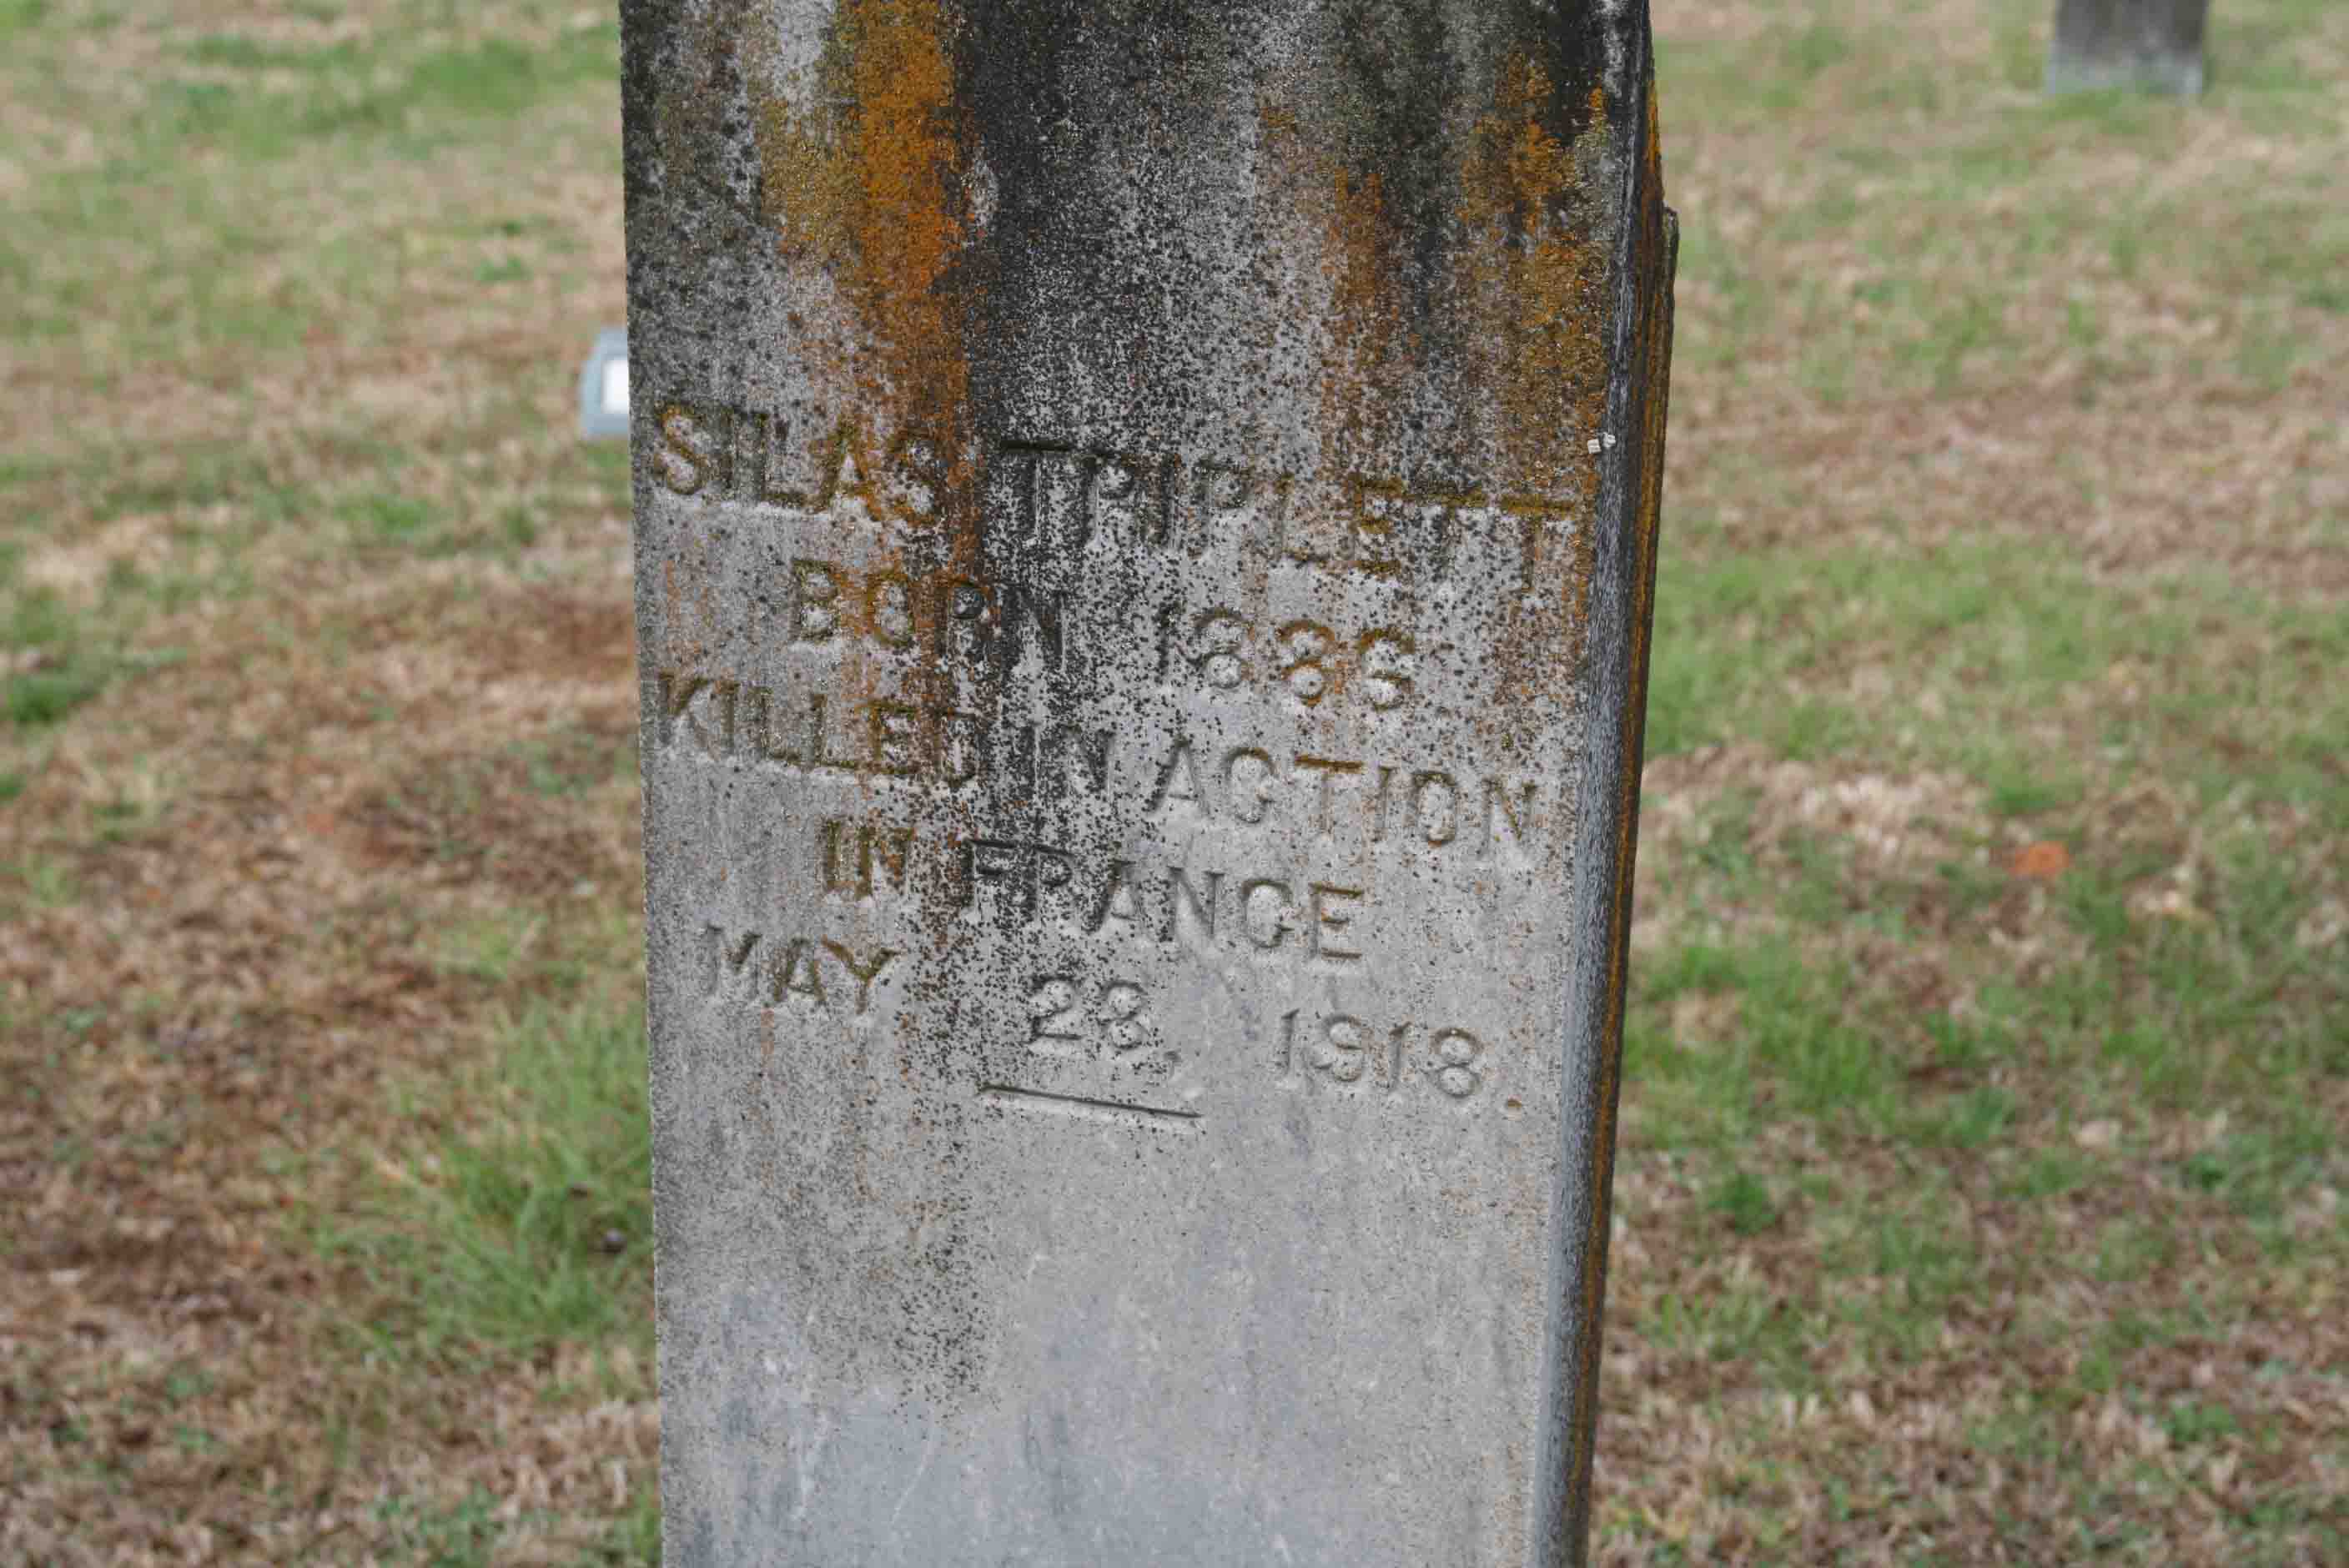 SILAS TRIPLETT
BORN 1886
KILLED IN ACTION
IN FRANCE
MAY 28, 1918.